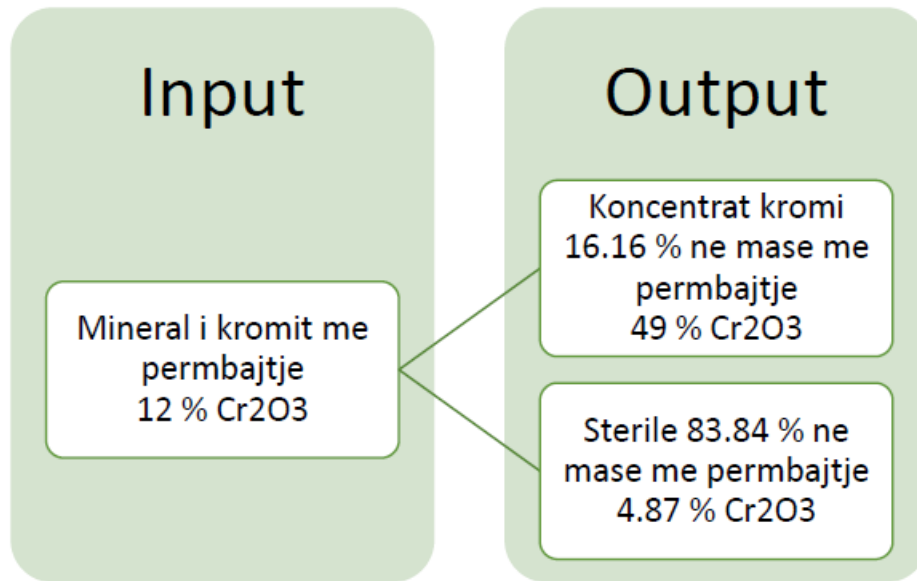 Input
Mineral i kromit me
permbajtje
12 % Cr2O3
Output
Koncentrat kromi
16.16 % ne mase me
permbajtje
49 % Cr2O3
Sterile 83.84 % ne
mase me permbajtje
4.87 % Cr2O3